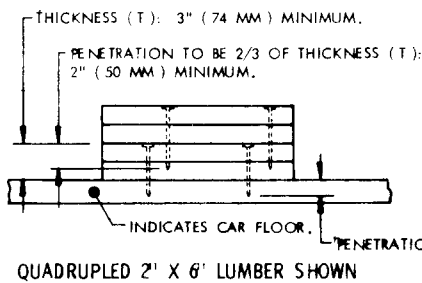 THICKNESS (T): 3" (74 MM) MINIMUM.
PENETRATION TO BE 2/3 OF THICKNESS (T):
2" (50 MM) MINIMUM.
INDICATES CAR FLOOR.
PENETRATIO
QUADRUPLED 2" X 6' LUMBER SHOWN